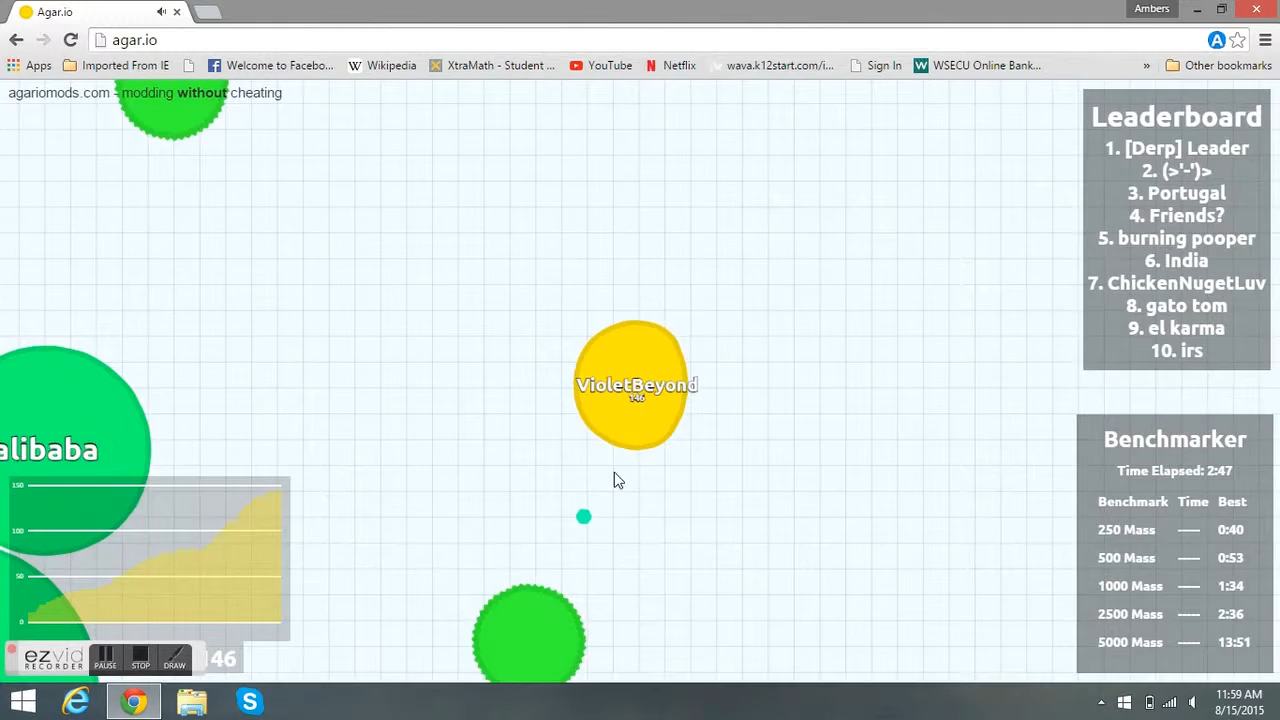 Agar.io
Ambers
agar.io
Apps
Imported From IE
Welcome to Facebo...
Wikipedia
XtraMath - Student ...
YouTube
Netflix
wava.k12start.com/i...
Sign In
WSECU Online Bank...
»
Other bookmarks
agariomods.com - modding without cheating
Leaderboard
1. [Derp] Leader
2. (>'-')>
3. Portugal
4. Friends?
5. burning pooper
6. India
7. ChickenNugetLuv
8. gato tom
9. el karma
10. irs
VioletBeyond
146
alibaba
150
100
50
0
Benchmarker
Time Elapsed: 2:47
Benchmark Time Best
250 Mass —— 0:40
500 Mass —— 0:53
1000 Mass —— 1:34
2500 Mass —— 2:36
5000 Mass —— 13:51
ezvid
RECORDER
PAUSE
STOP
DRAW
146
11:59 AM
8/15/2015